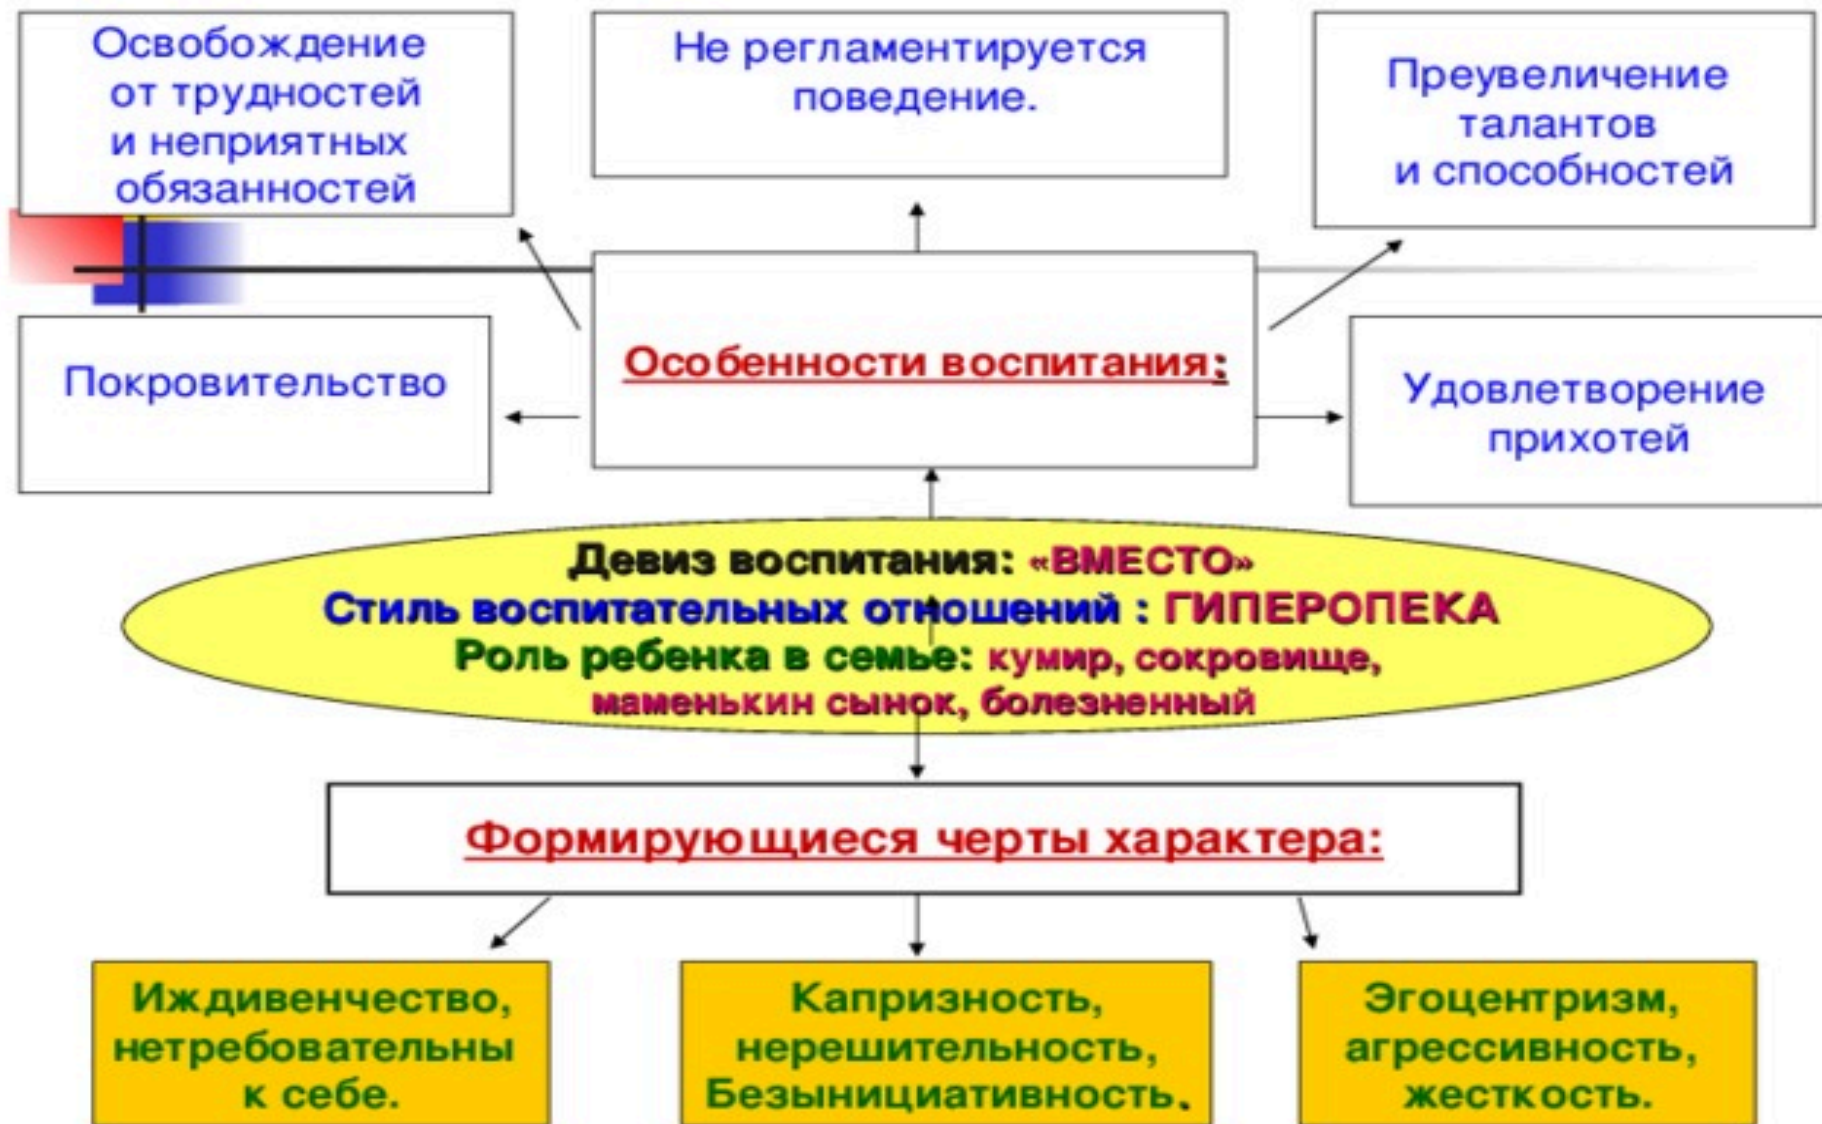 Освобождение
от трудностей
и неприятных
обязанностей
Не регламентируется
поведение.
Преувеличение
талантов
и способностей
Покровительство
Особенности воспитания:
Удовлетворение
прихотей
Девиз воспитания: «ВМЕСТО»
Стиль воспитательных отношений : ГИПЕРОПЕКА
Роль ребенка в семье: кумир, сокровище,
маменькин сынок, болезненный
Формирующиеся черты характера:
Иждивенчество,
нетребовательны
к себе.
Капризность,
нерешительность,
Безынициативность.
Эгоцентризм,
агрессивность,
жесткость.